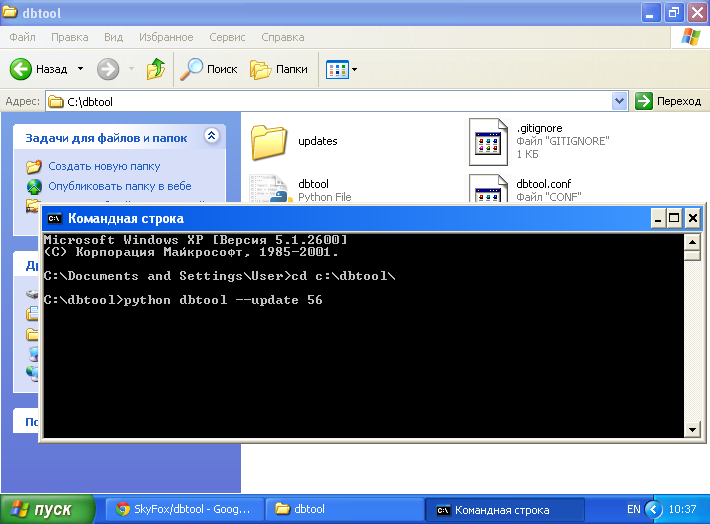 dbtool
Файл Правка Вид Избранное Сервис Справка
Назад Поиск Папки
Адрес: C:\dbtool Переход
Задачи для файлов и папок
Создать новую папку
Опубликовать папку в вебе
updates
.gitignore
Файл "GITIGNORE"
1 КБ
dbtool
Python File
dbtool.conf
Файл "CONF"
C:\ Командная строка
Microsoft Windows XP [Версия 5.1.2600]
(C) Корпорация Майкрософт, 1985-2001.
C:\Documents and Settings\User>cd c:\dbtool\
C:\dbtool>python dbtool --update 56
пуск
SkyFox/dbtool - Goog...
dbtool
C:\ Командная строка
EN
10:37